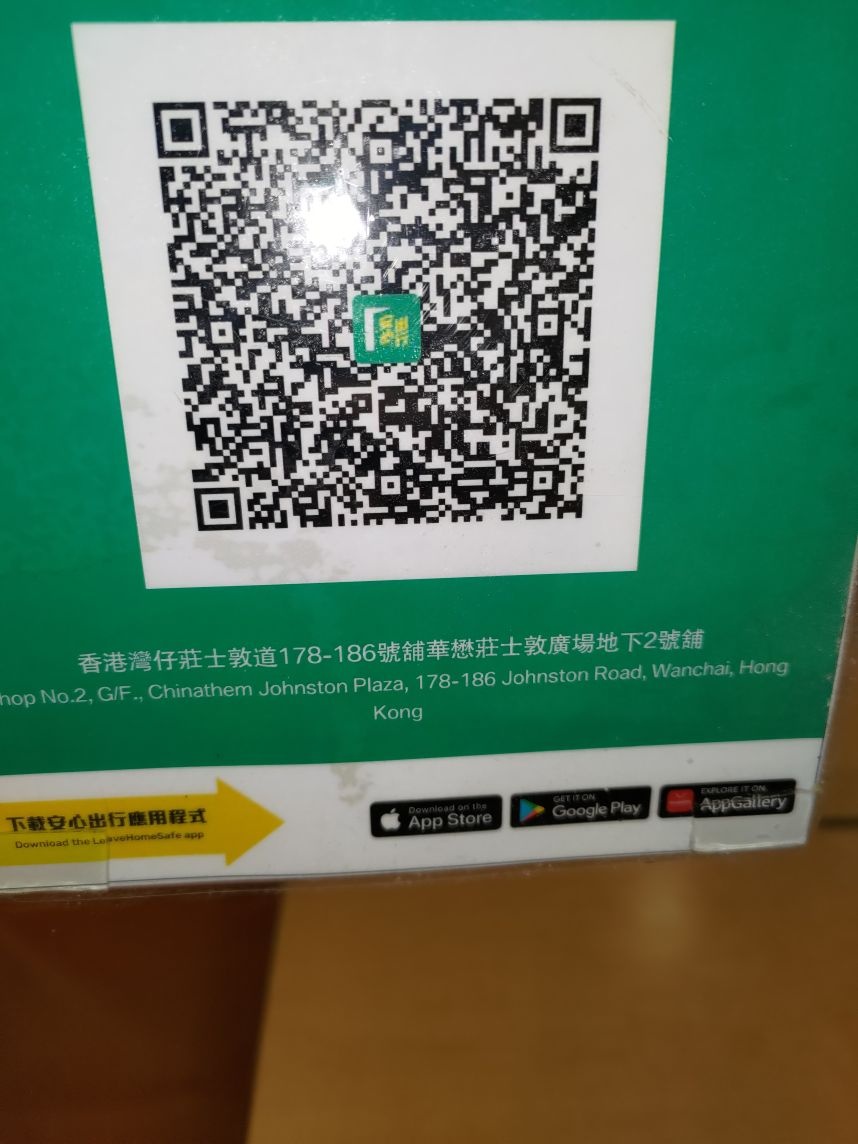 香港灣仔莊士敦道178-186號舖華懋莊士敦廣場地下2號舖
hop No.2, G/F., Chinathem Johnston Plaza, 178-186 Johnston Road, Wanchai, Hong
Kong
下載安心出行應用程式
Download the LeaveHomeSafe app
Download on the
App Store
GET IT ON
Google Play
EXPLORE IT ON
AppGallery